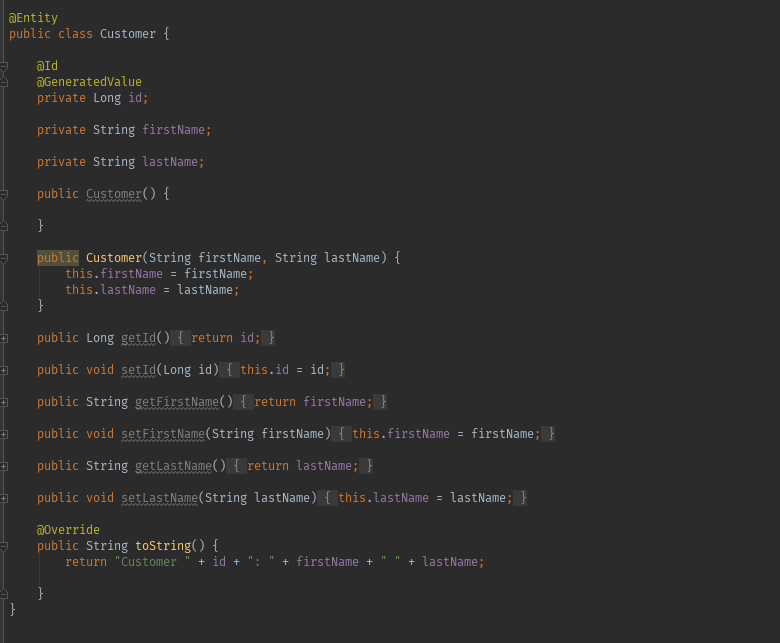 @Entity
public class Customer {
@Id
@GeneratedValue
private Long id;
private String firstName;
private String lastName;
public Customer() {
}
public Customer(String firstName, String lastName) {
this.firstName = firstName;
this.lastName = lastName;
}
public Long getId() { return id; }
public void setId(Long id) { this.id = id; }
public String getFirstName() { return firstName; }
public void setFirstName(String firstName) { this.firstName = firstName; }
public String getLastName() { return lastName; }
public void setLastName(String lastName) { this.lastName = lastName; }
@Override
public String toString() {
return "Customer " + id + ": " + firstName + " " + lastName;
}
}